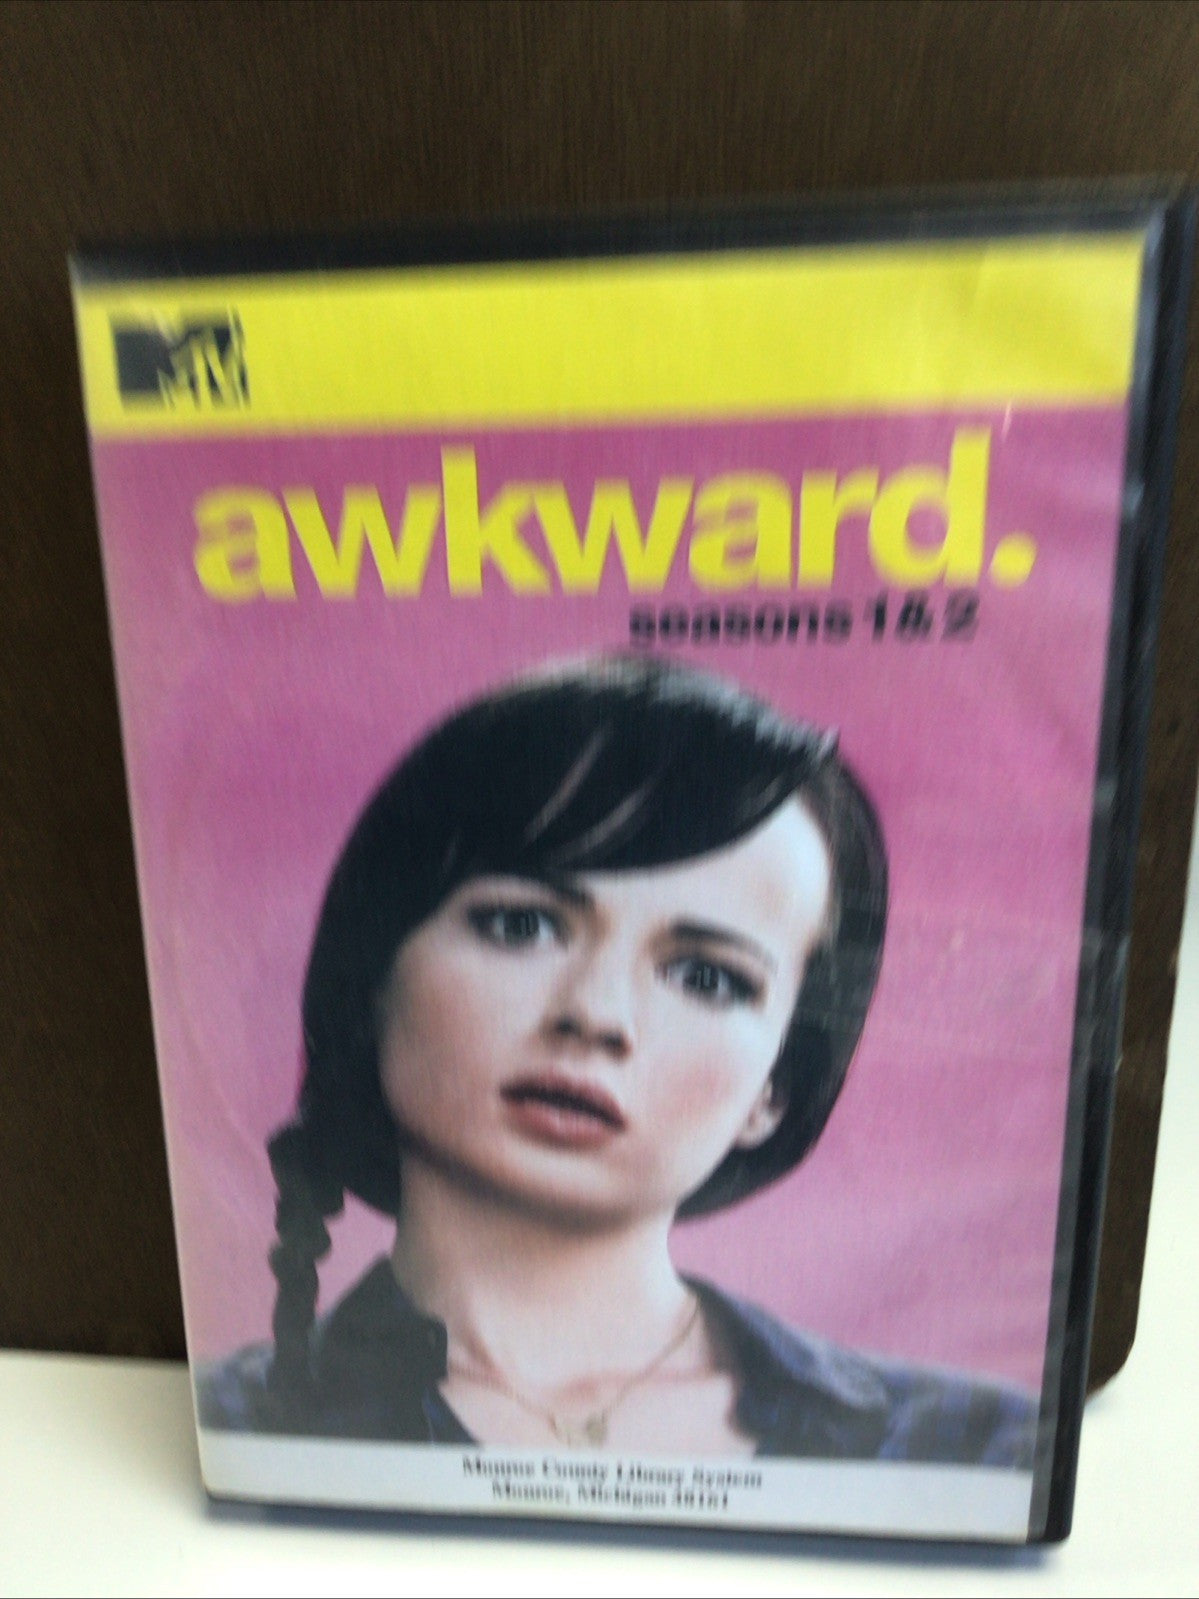 MTV
awkward.
seasons 1 & 2
Monroe County Library System
Monroe, Michigan 48161